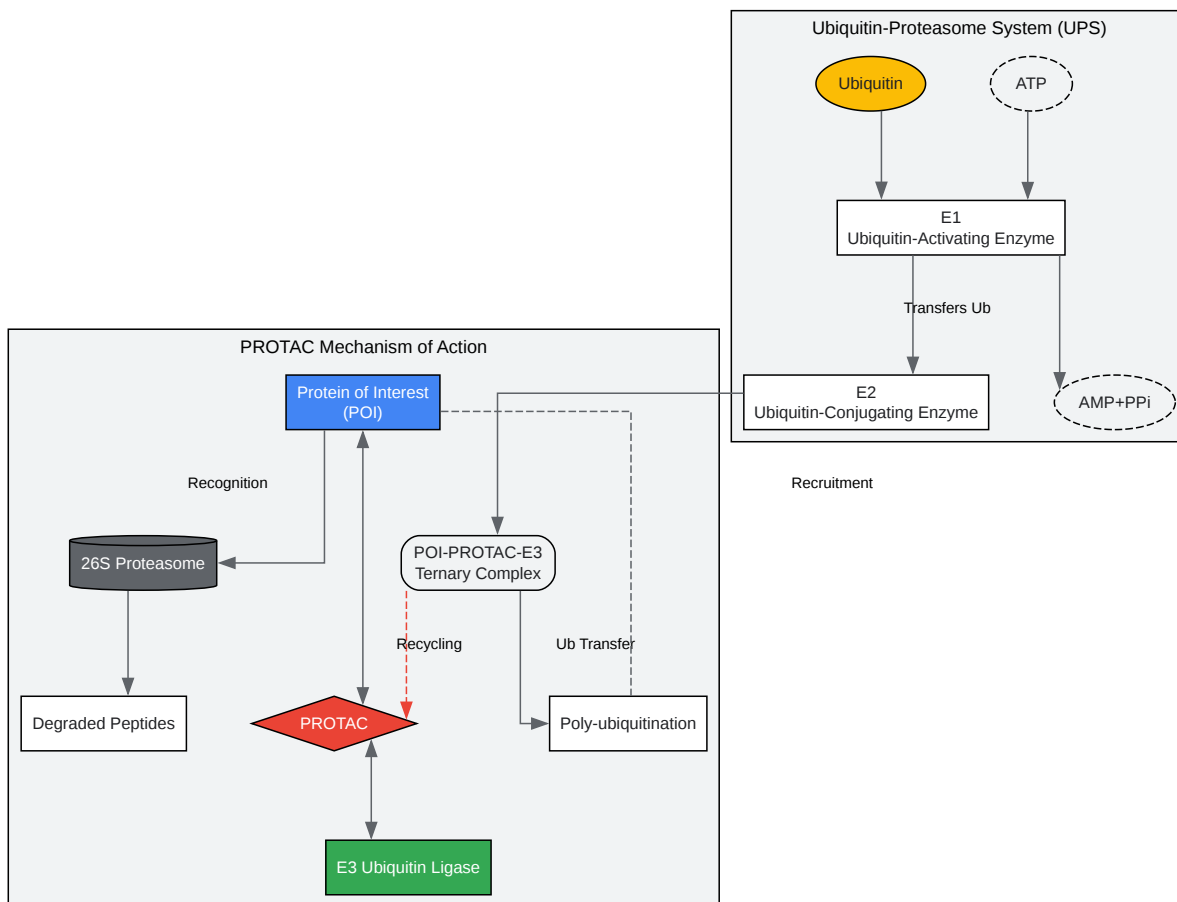 Ubiquitin-Proteasome System (UPS)
Ubiquitin
ATP
E1
Ubiquitin-Activating Enzyme
Transfers Ub
E2
Ubiquitin-Conjugating Enzyme
AMP+PPi
Recruitment
PROTAC Mechanism of Action
Protein of Interest
(POI)
Recognition
26S Proteasome
POI-PROTAC-E3
Ternary Complex
Recycling
Ub Transfer
Degraded Peptides
PROTAC
Poly-ubiquitination
E3 Ubiquitin Ligase